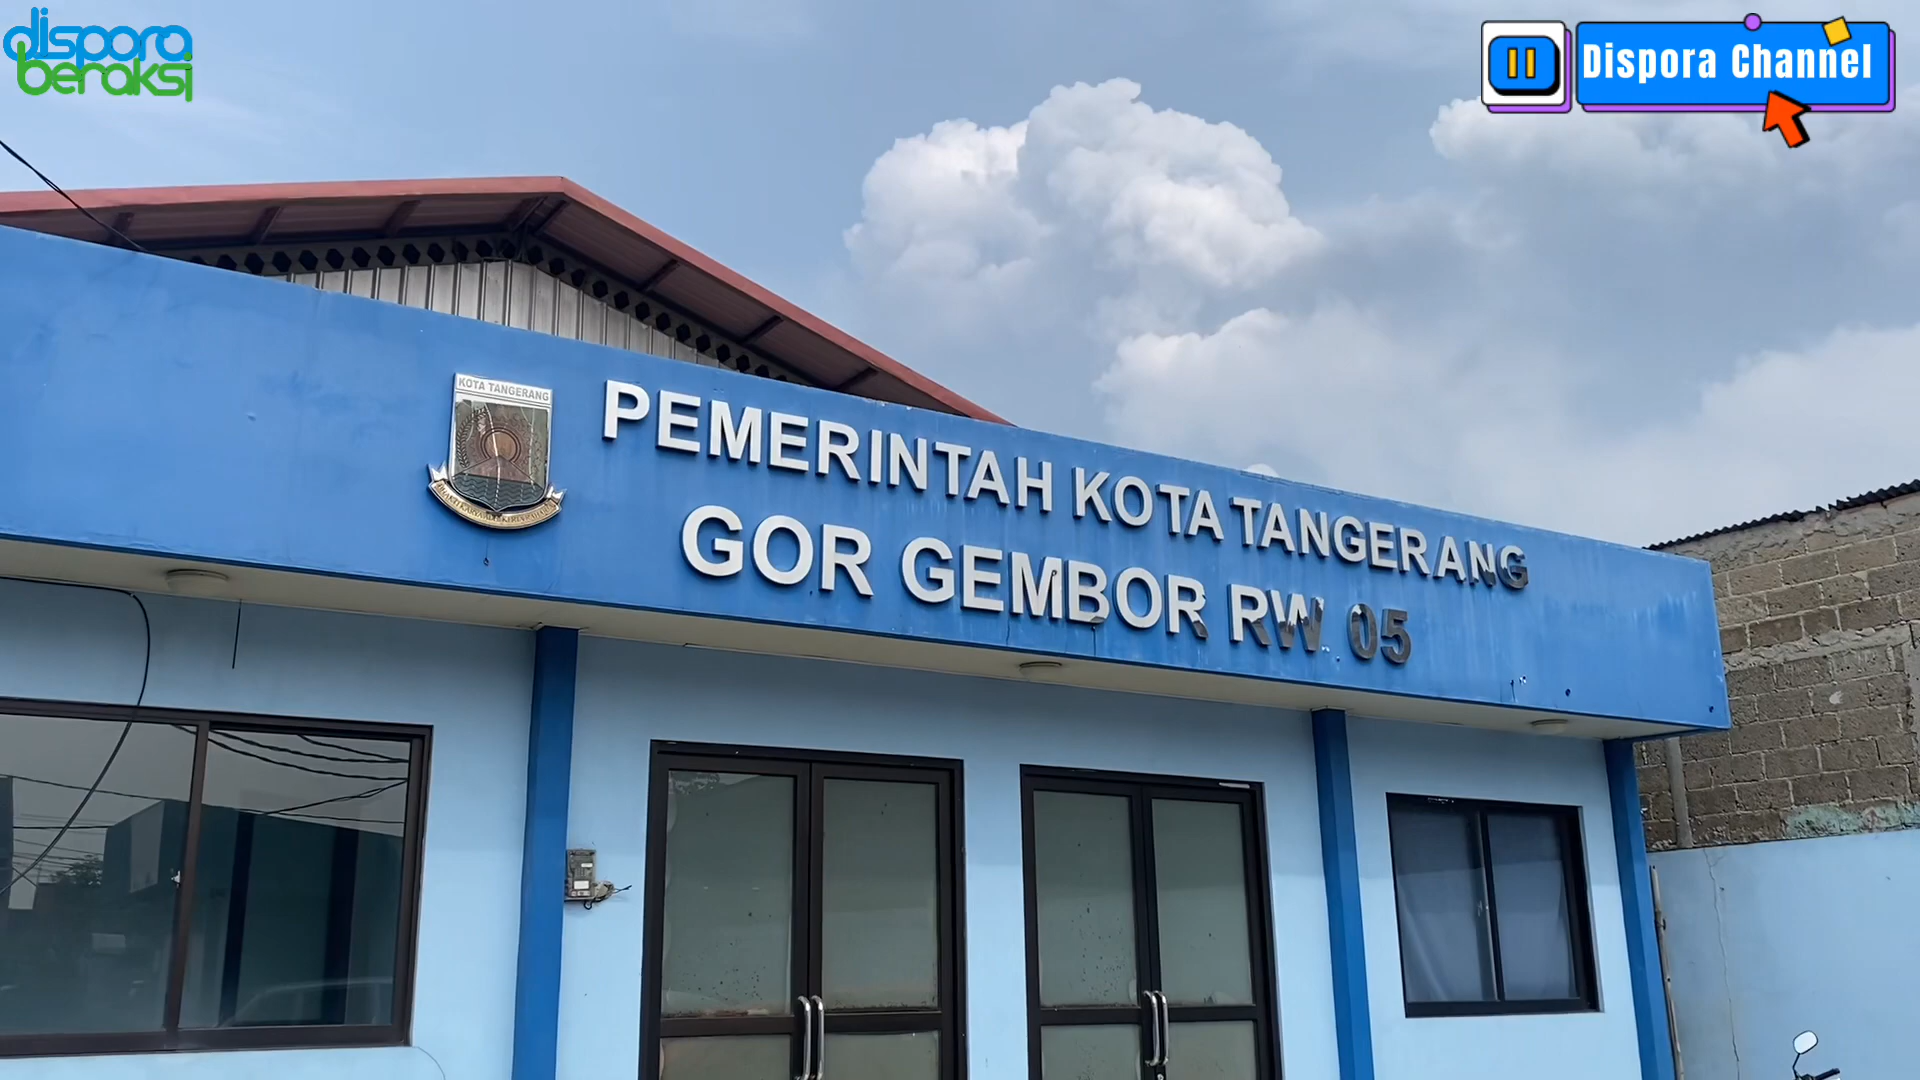 dispora
beraksi
Dispora Channel
KOTA TANGERANG
PEMERINTAH KOTA TANGERANG
GOR GEMBOR RW. 05